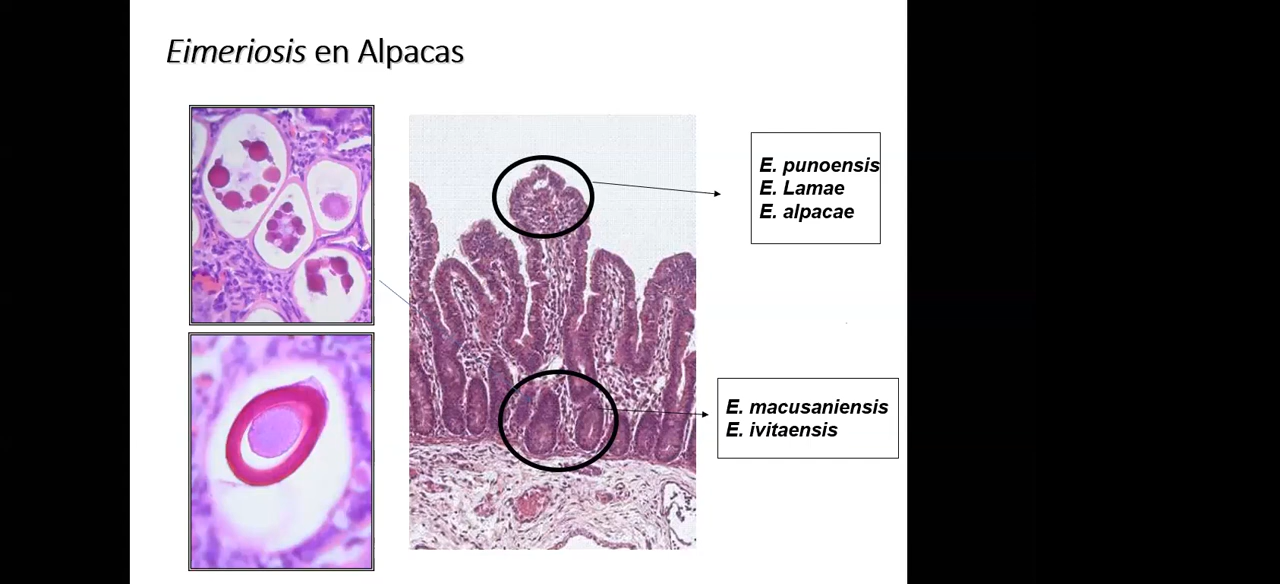 Eimeriosis en Alpacas
E. punoensis
E. Lamae
E. alpacae
E. macusaniensis
E. ivitaensis